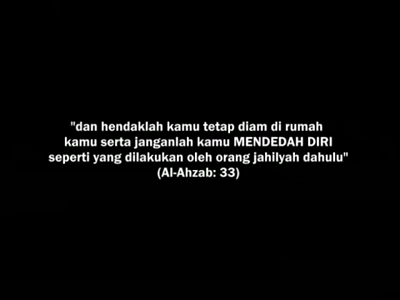 "dan hendaklah kamu tetap diam di rumah
kamu serta janganlah kamu MENDEDAH DIRI
seperti yang dilakukan oleh orang jahilyah dahulu"
(Al-Ahzab: 33)